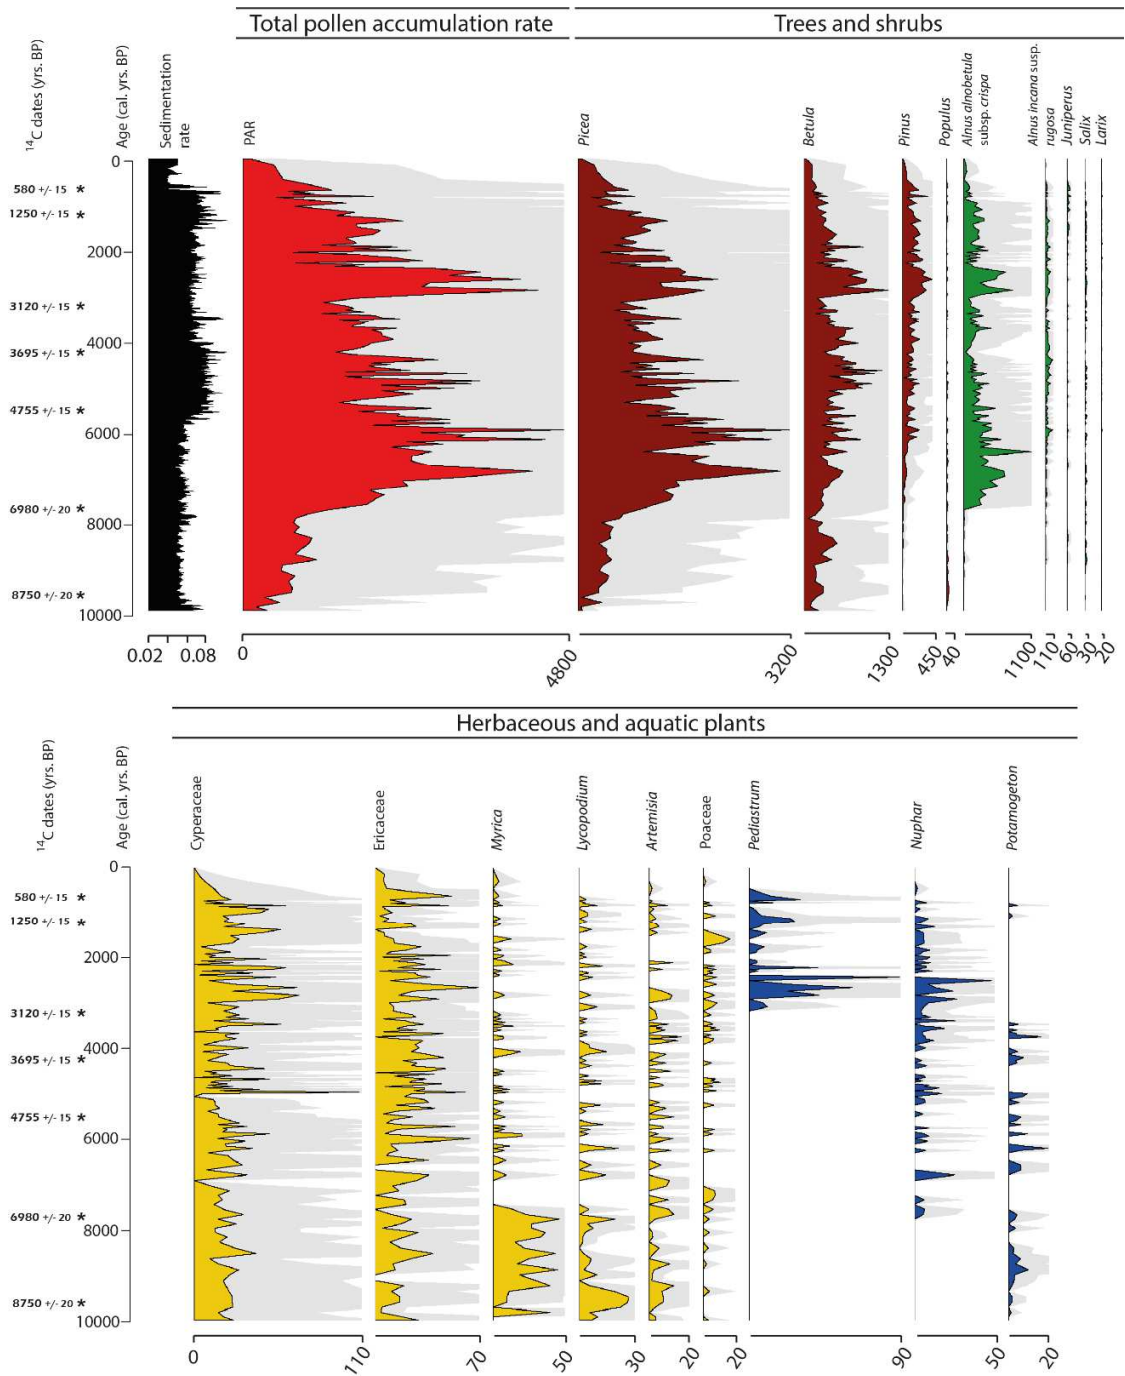 Total pollen accumulation rate
Trees and shrubs
¹⁴C dates (yrs. BP)
Age (cal. yrs. BP)
Sedimentation
rate
PAR
Picea
Betula
Pinus
Populus
Alnus alnobetula
subsp. crispa
Alnus incana susp.
rugosa
Juniperus
Salix
Larix
0
580 +/- 15 *
1250 +/- 15 *
2000
3120 +/- 15 *
4000
3695 +/- 15 *
4755 +/- 15 *
6000
6980 +/- 20 *
8000
8750 +/- 20 *
10000
0.02 0.08 0 4800 3200 1300 450 40 1100 110 60 30 20
Herbaceous and aquatic plants
¹⁴C dates (yrs. BP)
Age (cal. yrs. BP)
Cyperaceae
Ericaceae
Myrica
Lycopodium
Artemisia
Poaceae
Pediastrum
Nuphar
Potamogeton
0
580 +/- 15 *
1250 +/- 15 *
2000
3120 +/- 15 *
4000
3695 +/- 15 *
4755 +/- 15 *
6000
6980 +/- 20 *
8000
8750 +/- 20 *
10000
0 110 70 50 30 20 20 90 50 20